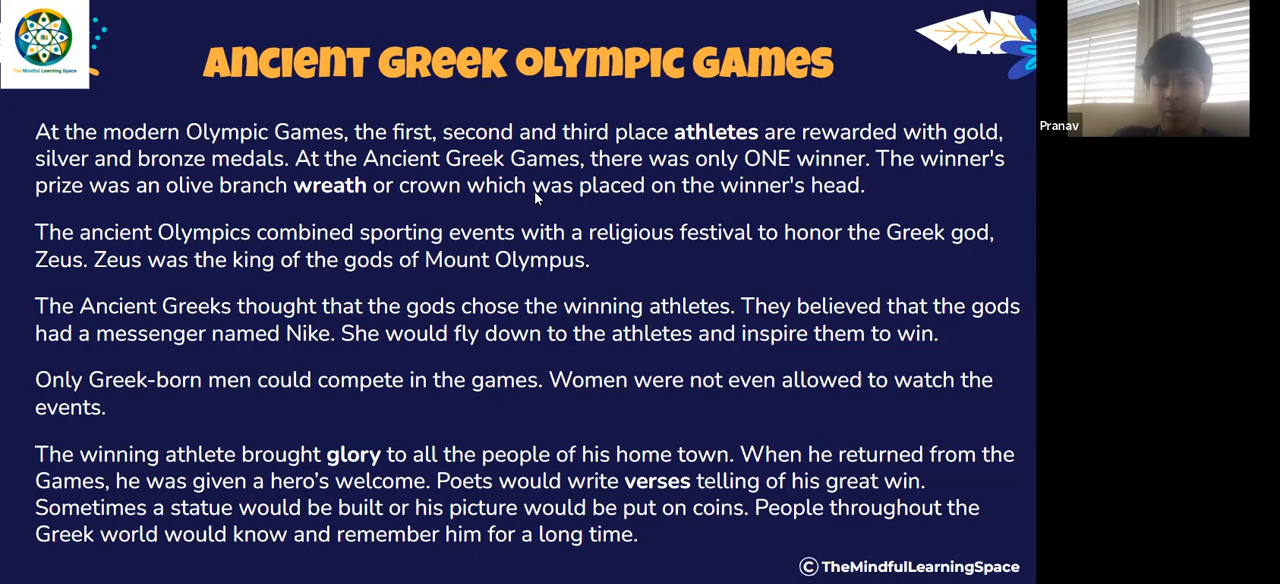 The Mindful Learning Space
ANCIENT GREEK OLYMPIC GAMES
At the modern Olympic Games, the first, second and third place athletes are rewarded with gold,
silver and bronze medals. At the Ancient Greek Games, there was only ONE winner. The winner's
prize was an olive branch wreath or crown which was placed on the winner's head.
The ancient Olympics combined sporting events with a religious festival to honor the Greek god,
Zeus. Zeus was the king of the gods of Mount Olympus.
The Ancient Greeks thought that the gods chose the winning athletes. They believed that the gods
had a messenger named Nike. She would fly down to the athletes and inspire them to win.
Only Greek-born men could compete in the games. Women were not even allowed to watch the
events.
The winning athlete brought glory to all the people of his home town. When he returned from the
Games, he was given a hero’s welcome. Poets would write verses telling of his great win.
Sometimes a statue would be built or his picture would be put on coins. People throughout the
Greek world would know and remember him for a long time.
© TheMindfulLearningSpace
Pranav